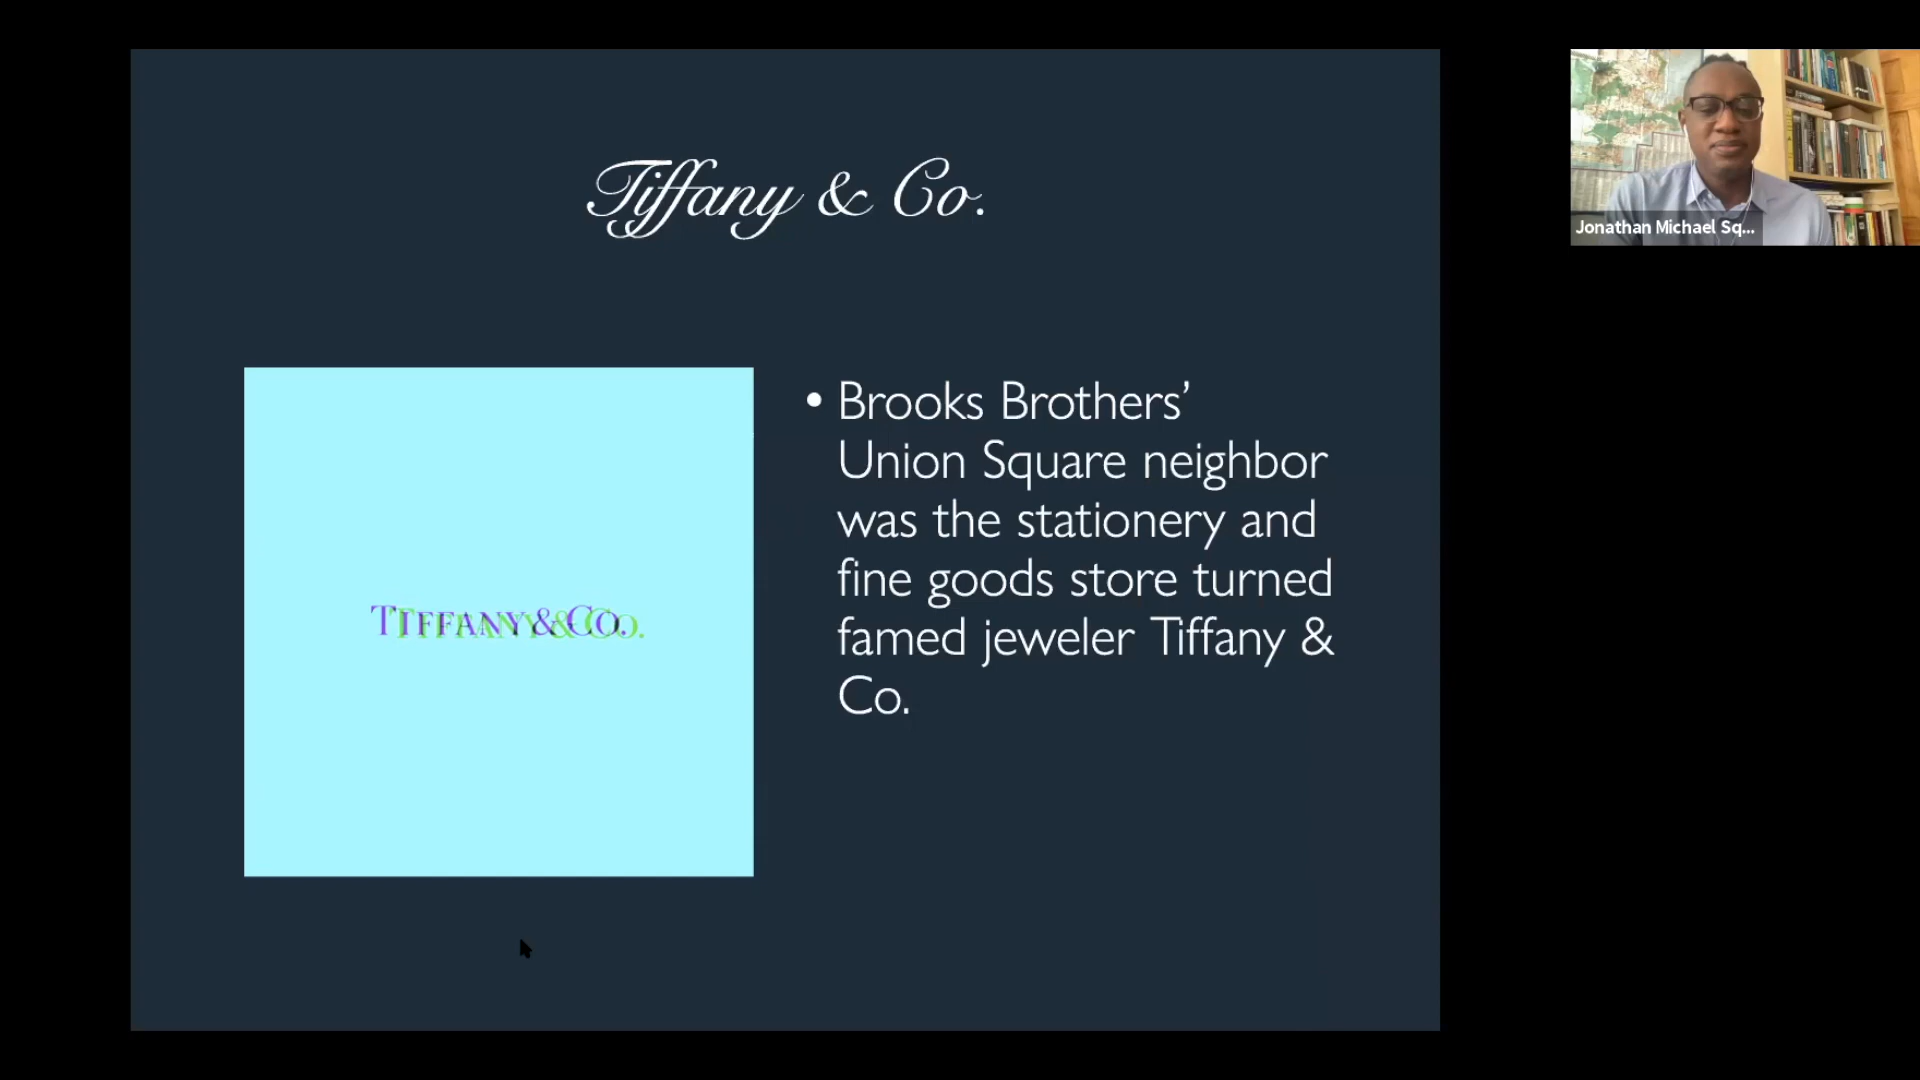 Tiffany & Co.
Jonathan Michael Sq...
• Brooks Brothers’
Union Square neighbor
was the stationery and
fine goods store turned
famed jeweler Tiffany &
Co.
TIFFANY & CO.